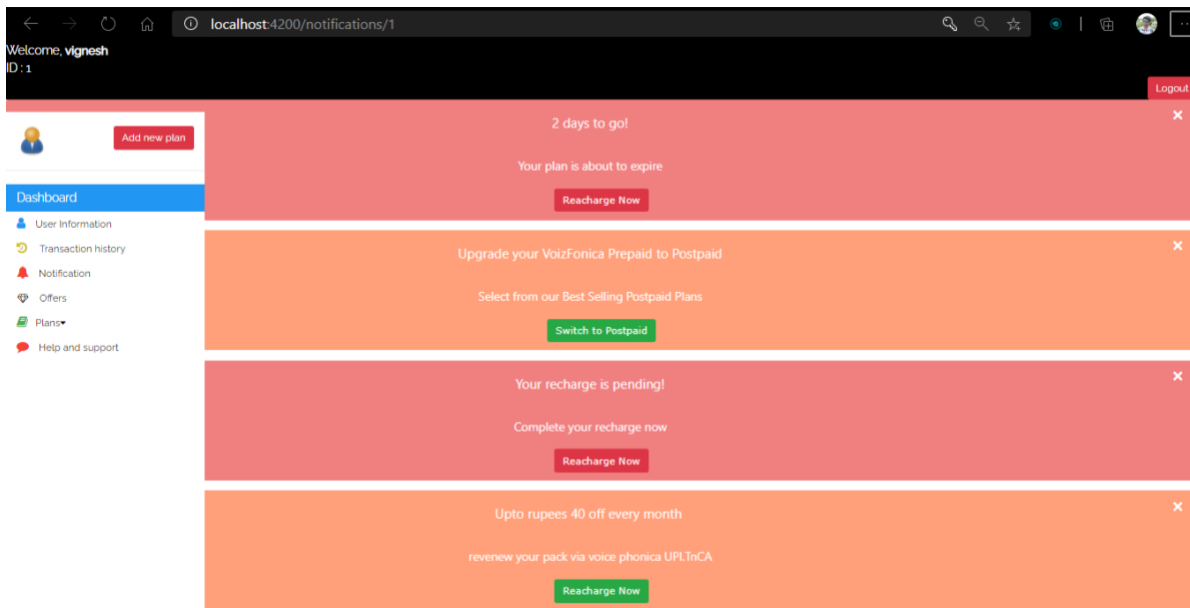 localhost:4200/notifications/1
Welcome, vignesh
ID : 1
Logout
Add new plan
Dashboard
User Information
Transaction history
Notification
Offers
Plans
Help and support
2 days to go!
Your plan is about to expire
Reacharge Now
Upgrade your VoizFonica Prepaid to Postpaid
Select from our Best Selling Postpaid Plans
Switch to Postpaid
Your recharge is pending!
Complete your recharge now
Reacharge Now
Upto rupees 40 off every month
revenew your pack via voice phonica UPI.TnCA
Reacharge Now